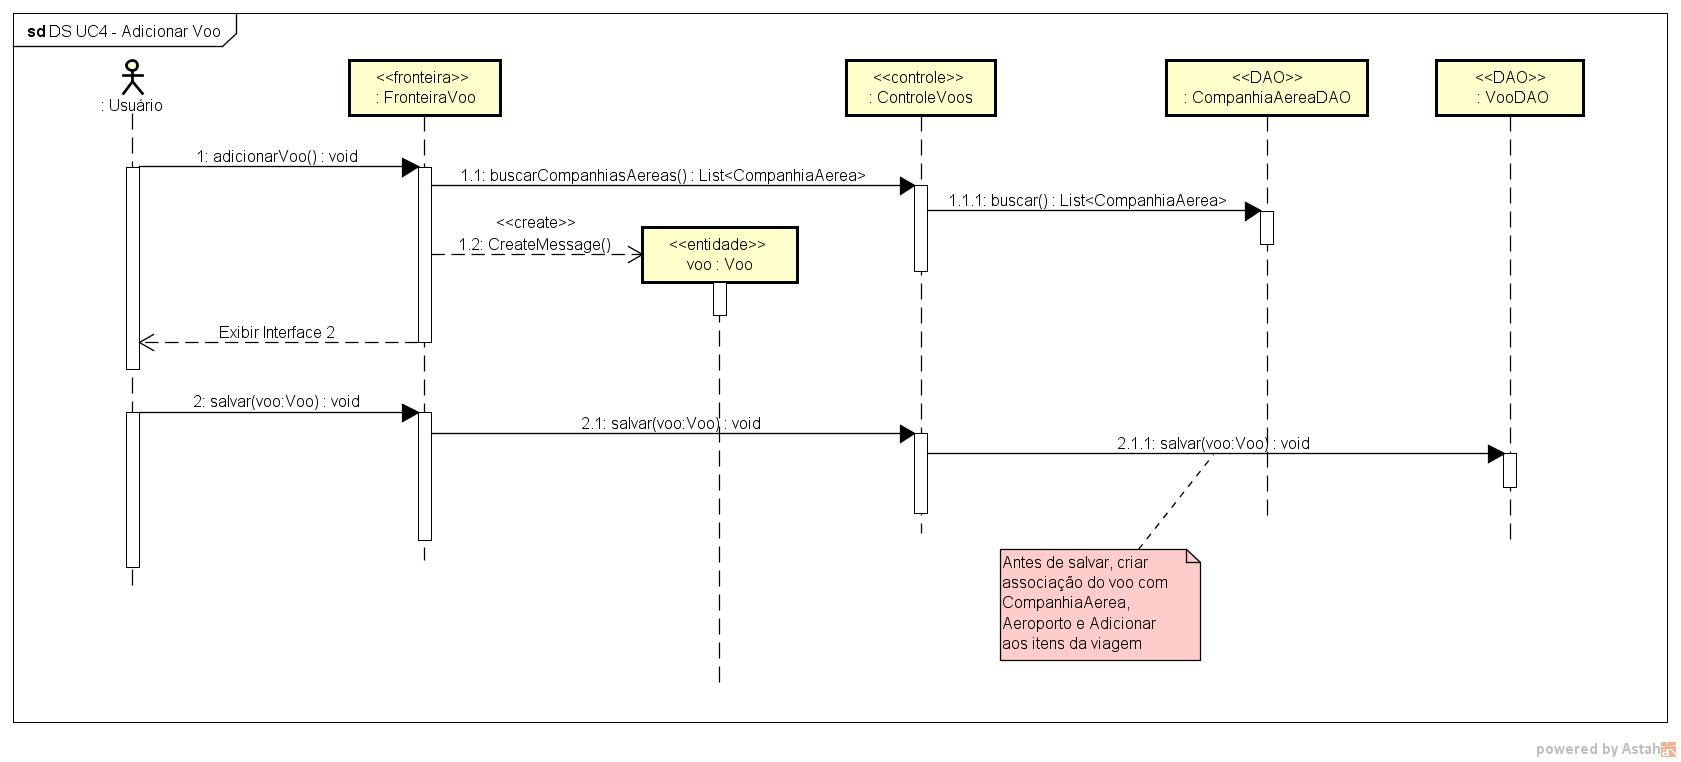 sd DS UC4 - Adicionar Voo
: Usuário
<<fronteira>>
: FronteiraVoo
<<controle>>
: ControleVoos
<<DAO>>
: CompanhiaAereaDAO
<<DAO>>
: VooDAO
1: adicionarVoo() : void
1.1: buscarCompanhiasAereas() : List<CompanhiaAerea>
1.1.1: buscar() : List<CompanhiaAerea>
<<create>>
1.2: CreateMessage()
<<entidade>>
voo : Voo
Exibir Interface 2
2: salvar(voo:Voo) : void
2.1: salvar(voo:Voo) : void
2.1.1: salvar(voo:Voo) : void
Antes de salvar, criar
associação do voo com
CompanhiaAerea,
Aeroporto e Adicionar
aos itens da viagem
powered by Astah